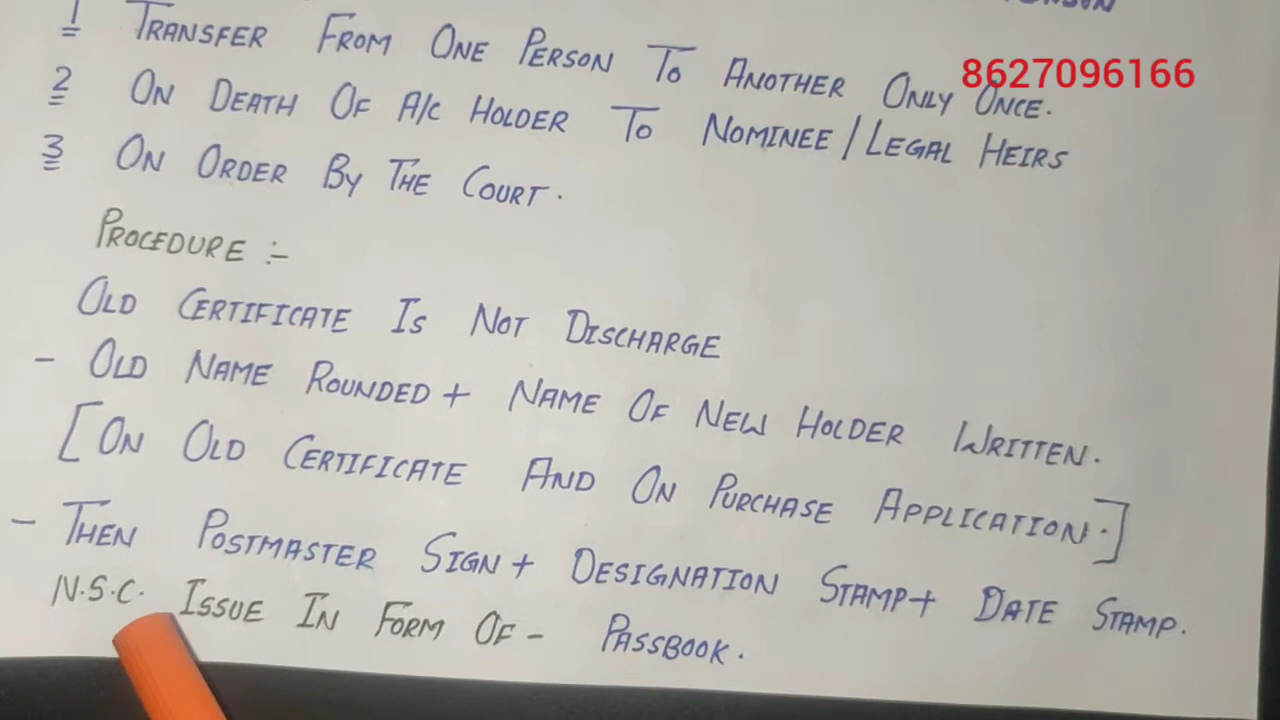 1 TRANSFER FROM ONE PERSON TO ANOTHER ONLY ONCE.
8627096166
2 ON DEATH OF A/C HOLDER TO NOMINEE / LEGAL HEIRS
3 ON ORDER BY THE COURT.
PROCEDURE :-
OLD CERTIFICATE IS NOT DISCHARGE
- OLD NAME ROUNDED + NAME OF NEW HOLDER WRITTEN.
[ON OLD CERTIFICATE AND ON PURCHASE APPLICATION.]
- THEN POSTMASTER SIGN + DESIGNATION STAMP + DATE STAMP.
N.S.C. ISSUE IN FORM OF - PASSBOOK.